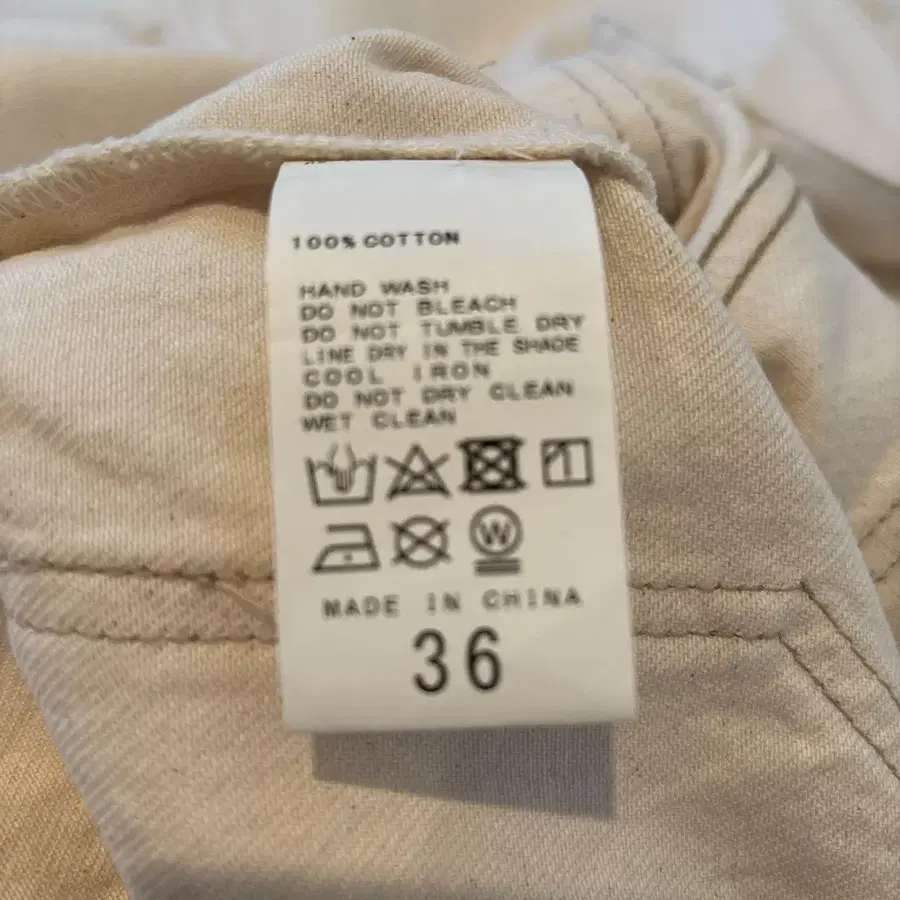 100% COTTON
HAND WASH
DO NOT BLEACH
DO NOT TUMBLE DRY
LINE DRY IN THE SHADE
COOL IRON
DO NOT DRY CLEAN
WET CLEAN
W
MADE IN CHINA
36